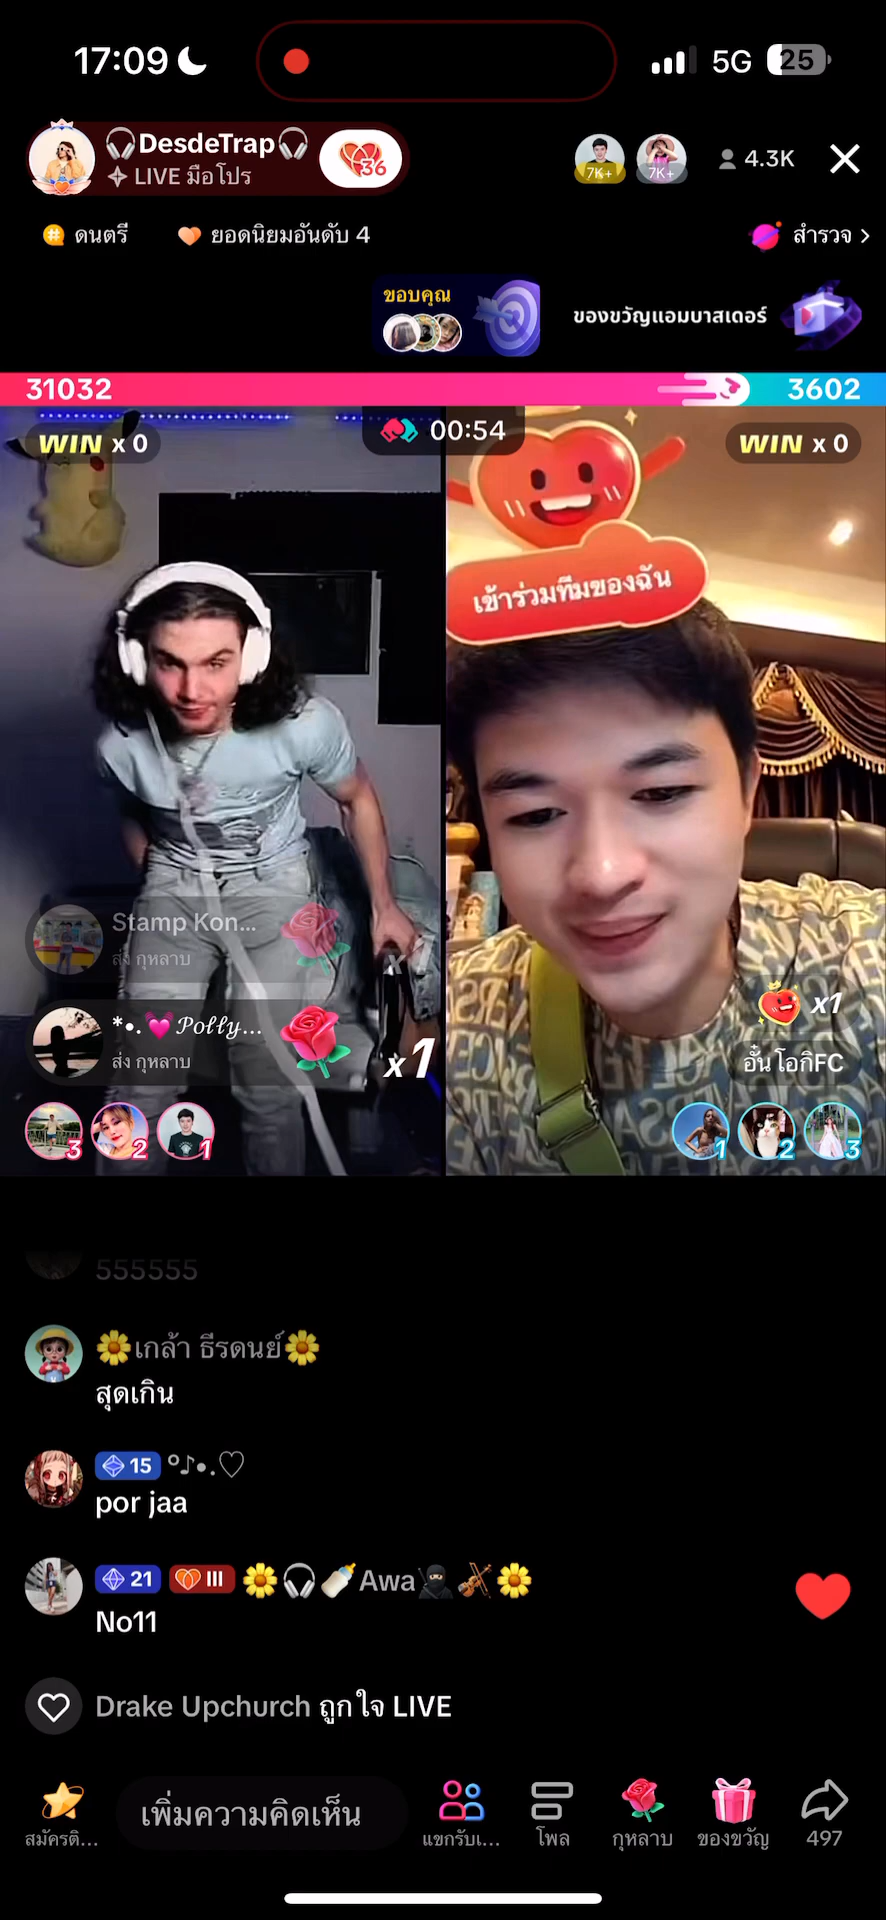 17:09
5G
25
🎧DesdeTrap🎧
LIVE มือโปร
36
7K+
7K+
4.3K
ดนตรี
ยอดนิยมอันดับ 4
สำรวจ
ขอบคุณ
ของขวัญแอมบาสเดอร์
31032
3602
WIN x 0
00:54
WIN x 0
เข้าร่วมทีมของฉัน
Stamp Kon...
ส่ง กุหลาบ
x1
*•.💓𝓟𝓸𝓵𝓵𝔂...
ส่ง กุหลาบ
x1
x1
อั๋น โอกิFC
3
2
1
1
2
3
555555
🌼เกล้า ธีรดนย์🌼
สุดเกิน
15 º♪•.♡
por jaa
21 III 🌼🎧🍼Awa🥷🎻🌼
No11
Drake Upchurch ถูกใจ LIVE
สมัครติ...
เพิ่มความคิดเห็น
แขกรับเ...
โพล
กุหลาบ
ของขวัญ
497